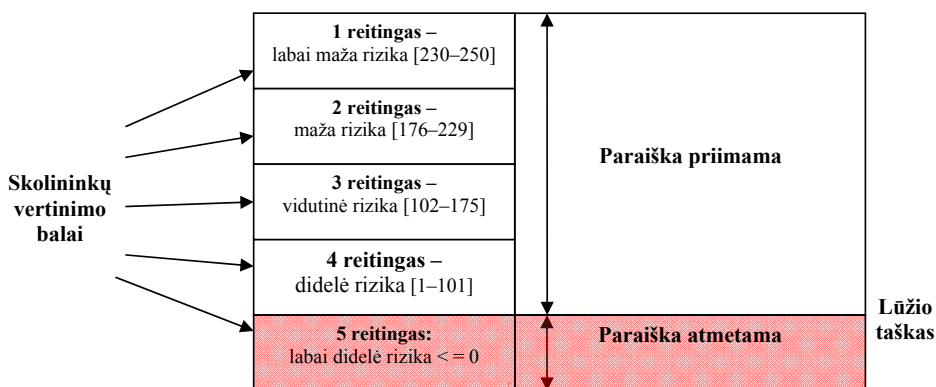 Skolininkų
vertinimo
balai
1 reitingas –
labai maža rizika [230–250]
2 reitingas –
maža rizika [176–229]
3 reitingas –
vidutinė rizika [102–175]
4 reitingas –
didelė rizika [1–101]
5 reitingas:
labai didelė rizika < = 0
Paraiška priimama
Paraiška atmetama
Lūžio
taškas